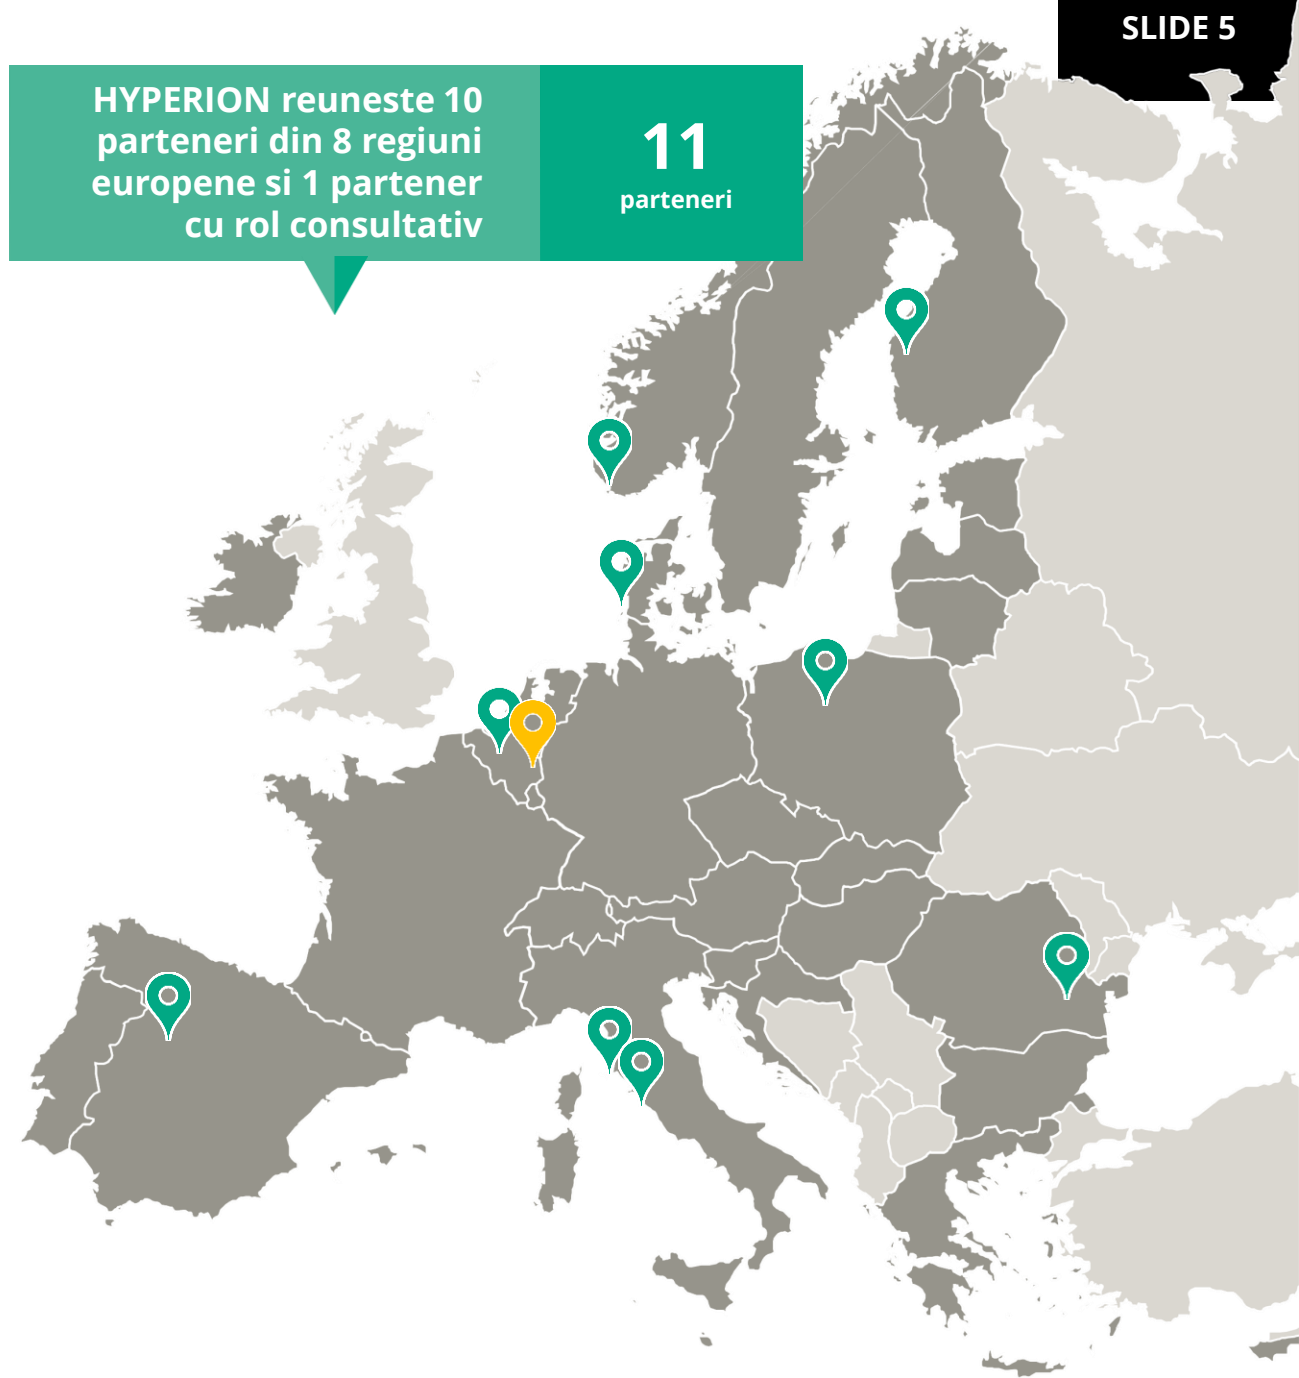 SLIDE 5
HYPERION reuneste 10
parteneri din 8 regiuni
europene si 1 partener
cu rol consultativ
11
parteneri